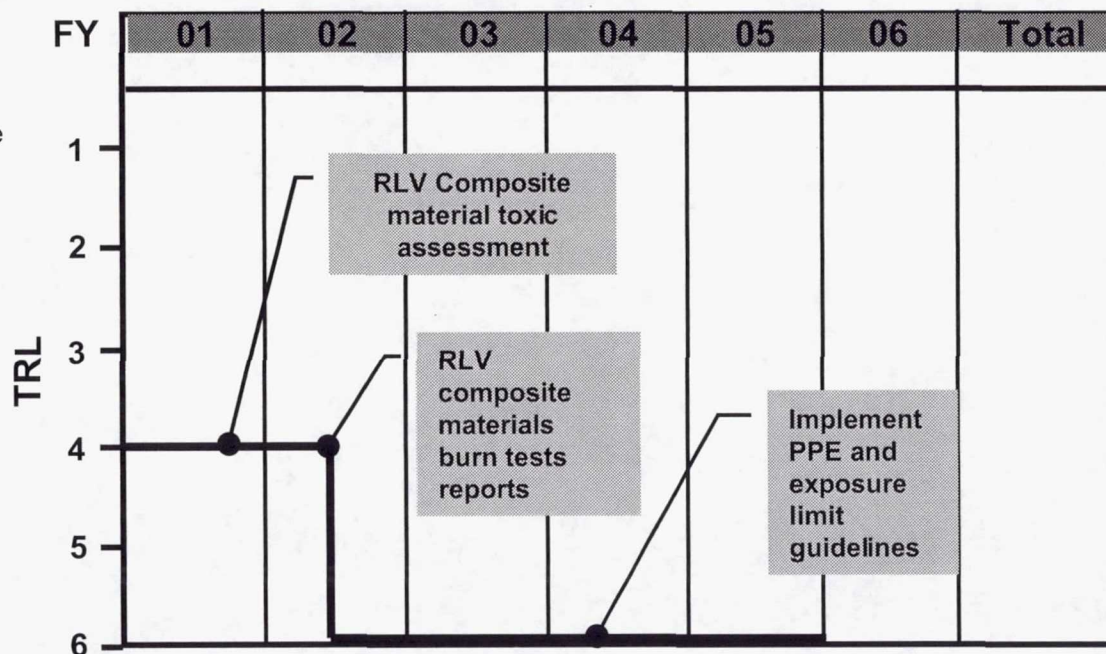 FY 01 02 03 04 05 06 Total
e
1
RLV Composite
material toxic
assessment
2
TRL
3
RLV
composite
materials
burn tests
reports
Implement
PPE and
exposure
limit
guidelines
4
5
6